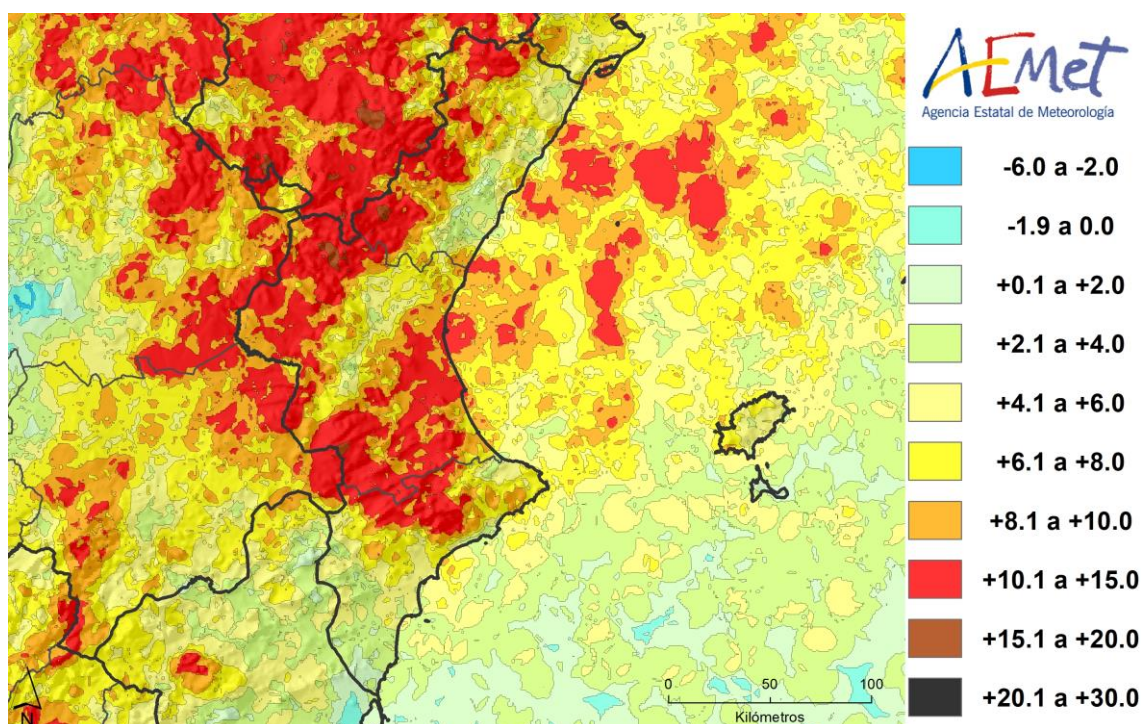 AEMet
Agencia Estatal de Meteorología
-6.0 a -2.0
-1.9 a 0.0
+0.1 a +2.0
+2.1 a +4.0
+4.1 a +6.0
+6.1 a +8.0
+8.1 a +10.0
+10.1 a +15.0
+15.1 a +20.0
+20.1 a +30.0
0 50 100
Kilómetros
N